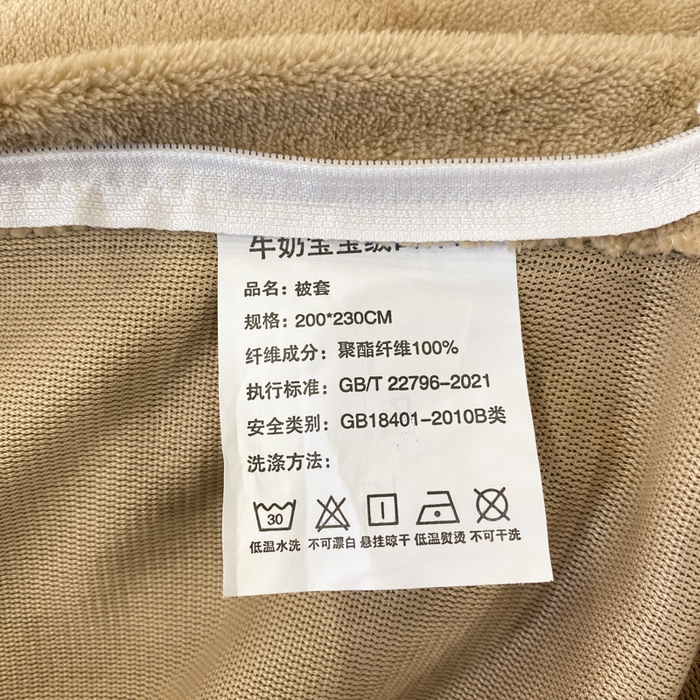 牛奶宝宝绒
品名：被套
规格：200*230CM
纤维成分：聚酯纤维100%
执行标准：GB/T 22796-2021
安全类别：GB18401-2010B类
洗涤方法：
30
低温水洗 不可漂白 悬挂晾干 低温熨烫 不可干洗